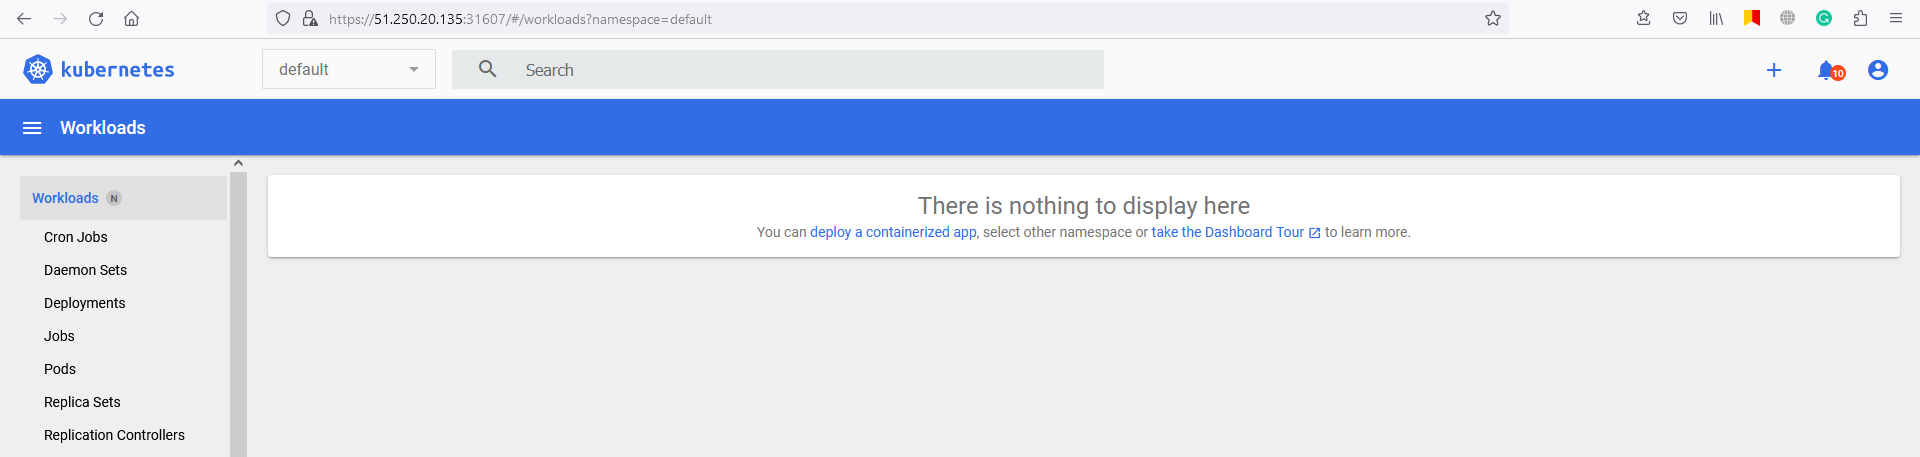 https://51.250.20.135:31607/#/workloads?namespace=default
kubernetes
default
Search
10
Workloads
Workloads N
Cron Jobs
Daemon Sets
Deployments
Jobs
Pods
Replica Sets
Replication Controllers
There is nothing to display here
You can deploy a containerized app, select other namespace or take the Dashboard Tour to learn more.